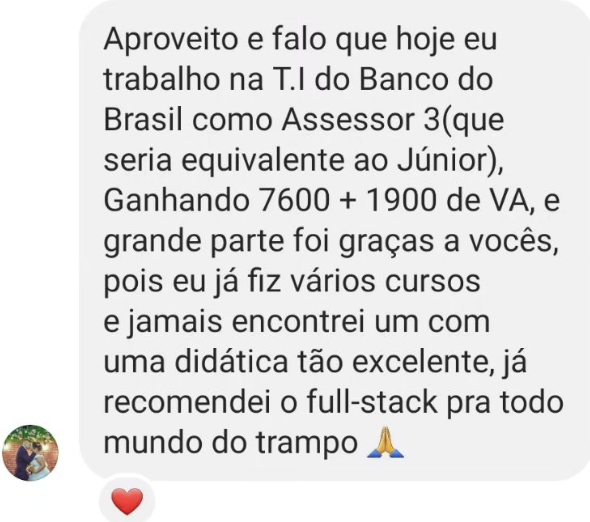 Aproveito e falo que hoje eu
trabalho na T.I do Banco do
Brasil como Assessor 3(que
seria equivalente ao Júnior),
Ganhando 7600 + 1900 de VA, e
grande parte foi graças a vocês,
pois eu já fiz vários cursos
e jamais encontrei um com
uma didática tão excelente, já
recomendei o full-stack pra todo
mundo do trampo 🙏